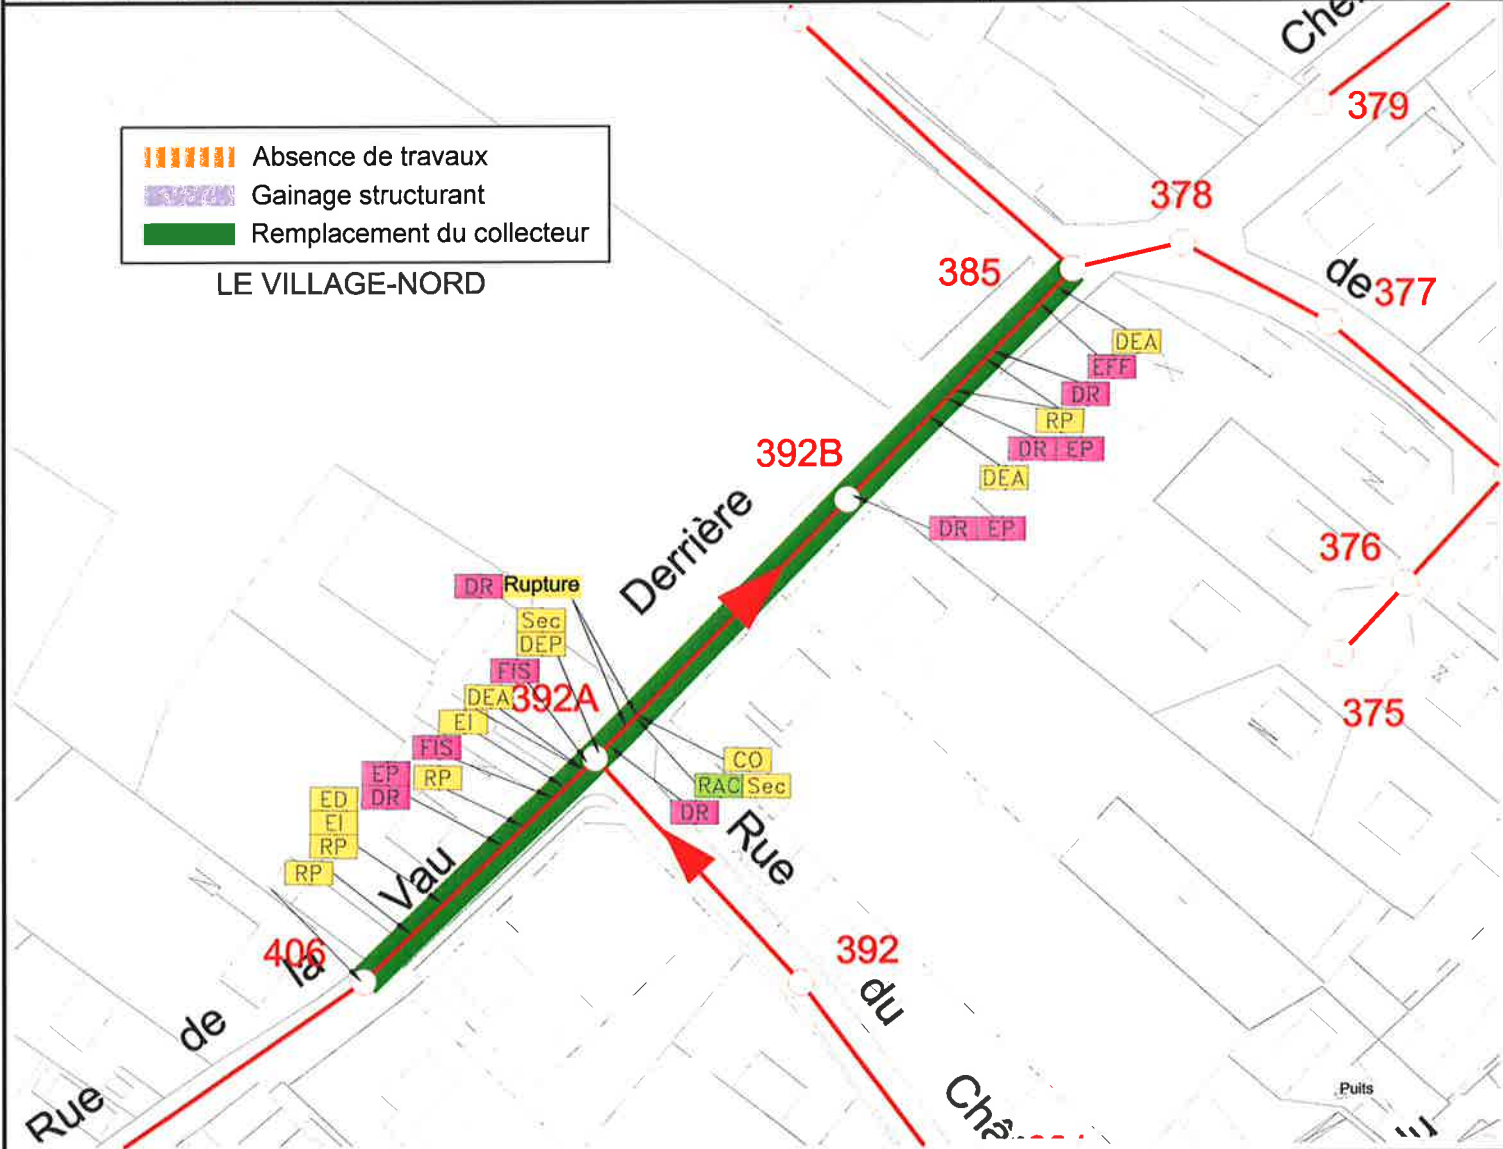 379
Absence de travaux
Gainage structurant
Remplacement du collecteur
LE VILLAGE-NORD
378
385
de
377
DEA
EFF
DR
RP
DR EP
DEA
392B
DR EP
376
Derrière
DR Rupture
Sec
DEP
FIS
DEA
392A
EI
FIS
375
CO
RAC Sec
DR
EP
DR
RP
ED
EI
RP
RP
Rue
Vau
406
la
392
du
de
Rue
Puits